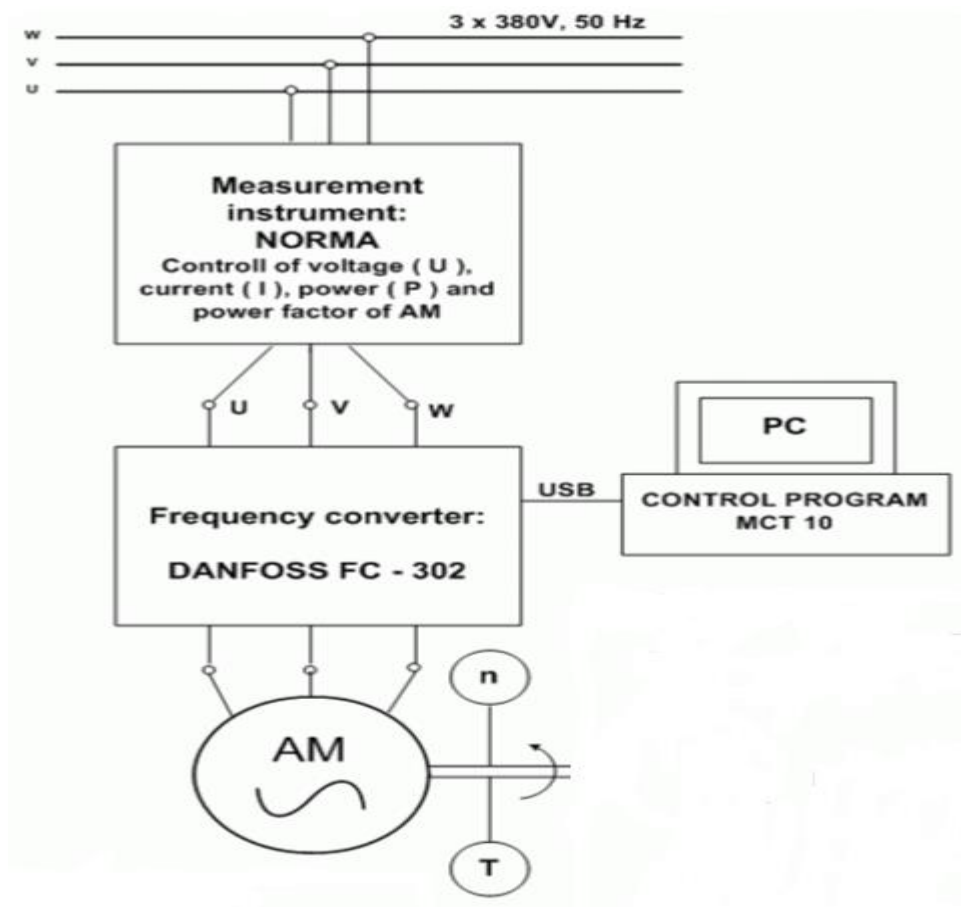 3 x 380V, 50 Hz
W
V
U
Measurement
instrument:
NORMA
Controll of voltage ( U ),
current ( I ), power ( P ) and
power factor of AM
U V W
PC
USB
CONTROL PROGRAM
MCT 10
Frequency converter:
DANFOSS FC - 302
n
AM
T